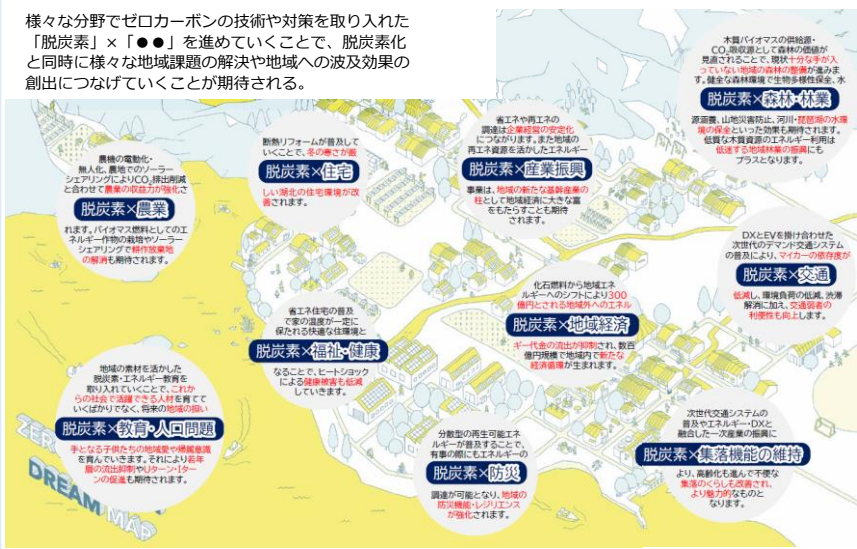 様々な分野でゼロカーボンの技術や対策を取り入れた
「脱炭素」×「●●」を進めていくことで、脱炭素化
と同時に様々な地域課題の解決や地域への波及効果の
創出につなげていくことが期待される。
木質バイオマスの供給源・
CO₂吸収源として森林の価値が
見直されることで、現状十分な手が入
っていない地域の森林の整備が進みま
す。健全な森林環境で生物多様性保全、水
脱炭素×森林・林業
源涵養、山地災害防止、河川・琵琶湖の水環
境の保全といった効果も期待されます。
低質な木質資源のエネルギー利用は
低迷する地域林業の振興にも
プラスとなります。
省エネや再エネの
調達は企業経営の安定化
につながります。また地域の
再エネ資源を活かしたエネルギー
脱炭素×産業振興
事業は、地域の新たな基幹産業の
柱として地域経済に大きな富
をもたらすことも期待
されます。
断熱リフォームが普及して
いくことで、冬の寒さが厳
脱炭素×住宅
しい湖北の住宅環境が改
善されます。
農機の電動化・
無人化、農地でのソーラー
シェアリングによりCO₂排出削減
と合わせて農業の収益力が強化さ
脱炭素×農業
れます。バイオマス燃料としてのエ
ネルギー作物の栽培やソーラー
シェアリングで耕作放棄地
の解消も期待されます。
DXとEVを掛け合わせた
次世代のデマンド交通システム
の普及により、マイカーの依存度が
脱炭素×交通
低減し、環境負荷の低減、渋滞
解消に加え、交通弱者の
利便性も向上します。
化石燃料から地域エネ
ルギーへのシフトにより300
億円とされる地域外へのエネル
脱炭素×地域経済
ギー代金の流出が抑制され、数百
億円規模で地域内で新たな
経済循環が生まれます。
省エネ住宅の普及
で家の温度が一定に
保たれる快適な住環境と
脱炭素×福祉・健康
なることで、ヒートショック
による健康被害も低減
していきます。
地域の素材を活かした
脱炭素・エネルギー教育を
取り入れていくことで、これか
らの社会で活躍できる人材を育てて
いくばかりでなく、将来の地域の担い
脱炭素×教育・人口問題
手となる子供たちの地域愛や帰属意識
を育んでいきます。それにより若年
層の流出抑制やUターン・Iター
ンの促進も期待されます。
分散型の再生可能エネ
ルギーが普及することで、
有事の際にもエネルギーの
脱炭素×防災
調達が可能となり、地域の
防災機能・レジリエンス
が強化されます。
次世代交通システムの
普及やエネルギー・DXと
融合した一次産業の振興に
脱炭素×集落機能の維持
より、高齢化も進んで不便な
集落のくらしも改善され、
より魅力的なものと
なります。
ZERO
DREAM MAP